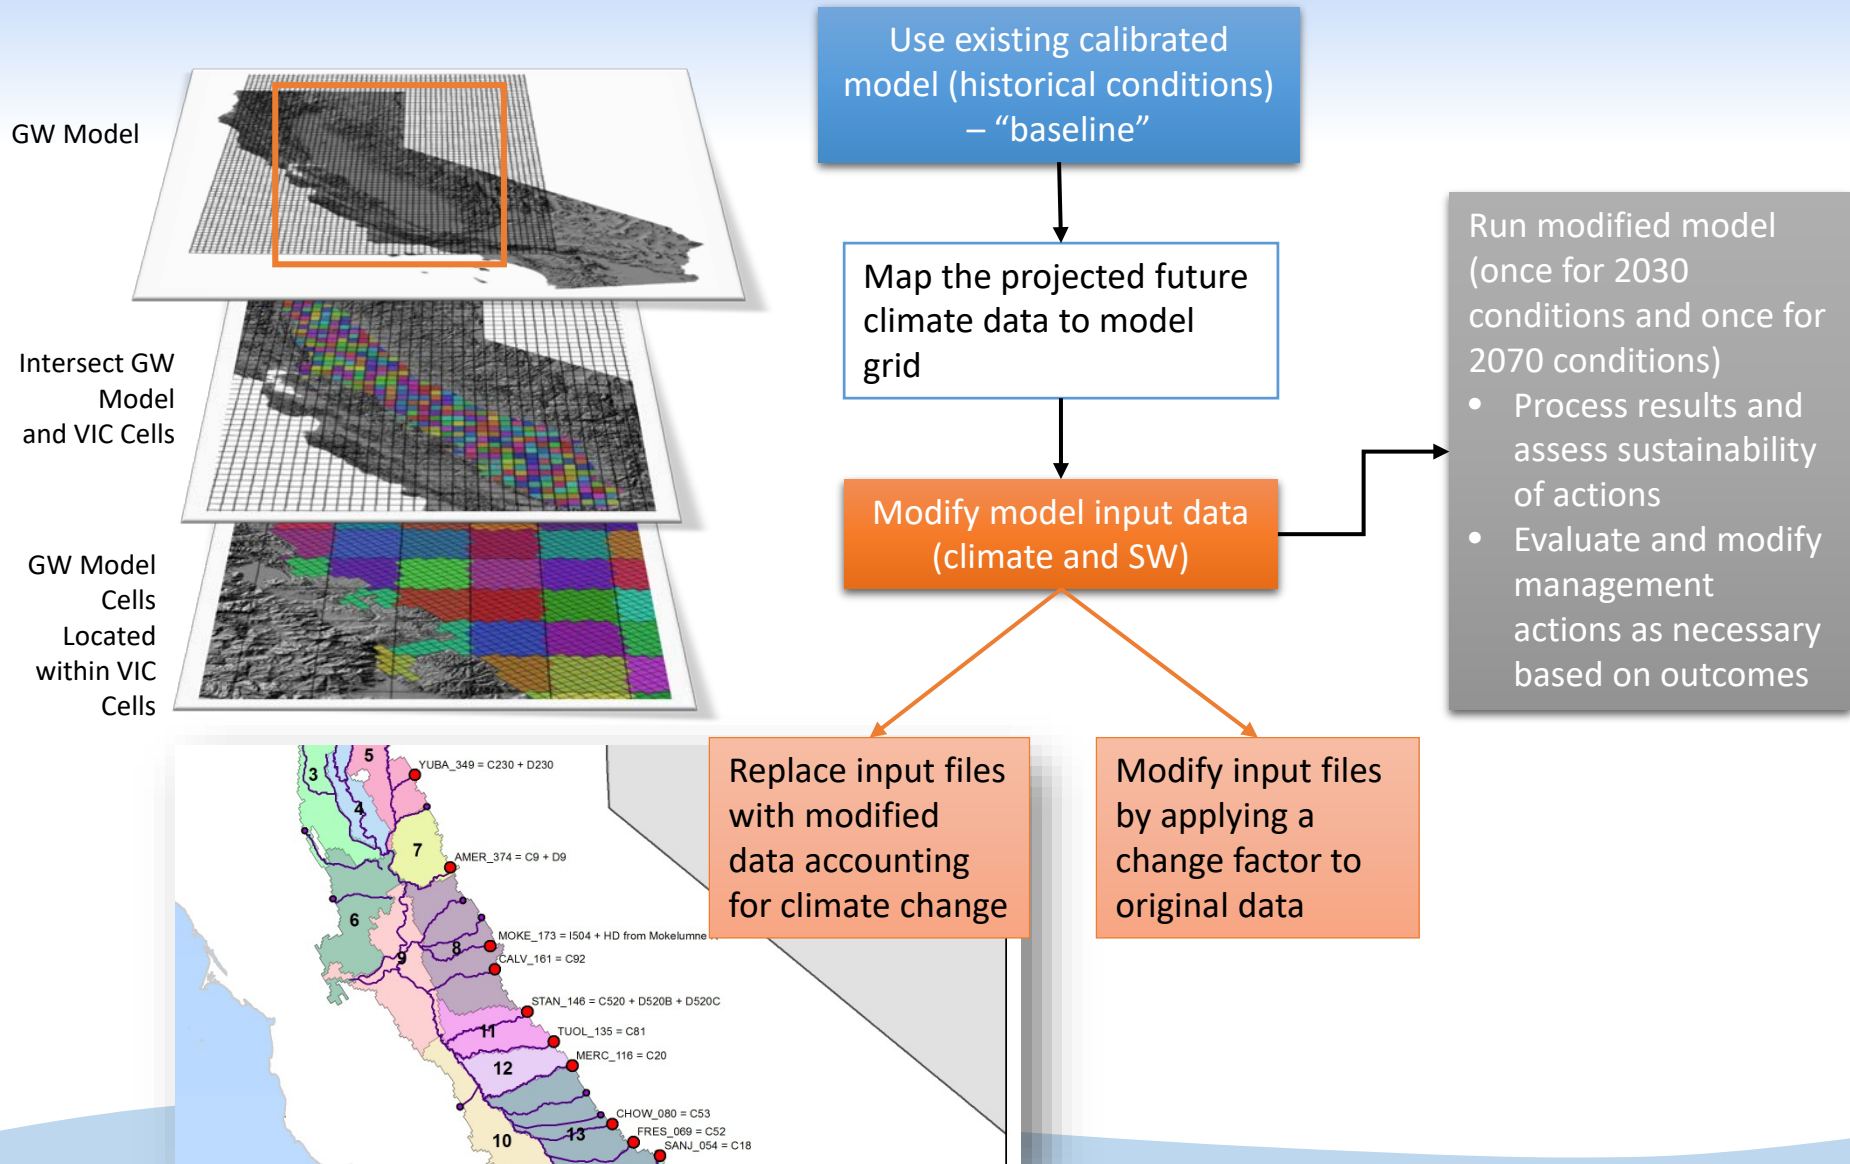 Use existing calibrated
model (historical conditions)
– “baseline”
GW Model
Map the projected future
climate data to model
grid
Run modified model
(once for 2030
conditions and once for
2070 conditions)
• Process results and
assess sustainability
of actions
• Evaluate and modify
management
actions as necessary
based on outcomes
Intersect GW
Model
and VIC Cells
Modify model input data
(climate and SW)
GW Model
Cells
Located
within VIC
Cells
Replace input files
with modified
data accounting
for climate change
Modify input files
by applying a
change factor to
original data
3
5
4
YUBA_349 = C230 + D230
7
AMER_374 = C9 + D9
6
8
MOKE_173 = I504 + HD from Mokelumne
9
CALV_161 = C92
STAN_146 = C520 + D520B + D520C
11
TUOL_135 = C81
MERC_116 = C20
12
CHOW_080 = C53
13
FRES_069 = C52
10
SANJ_054 = C18